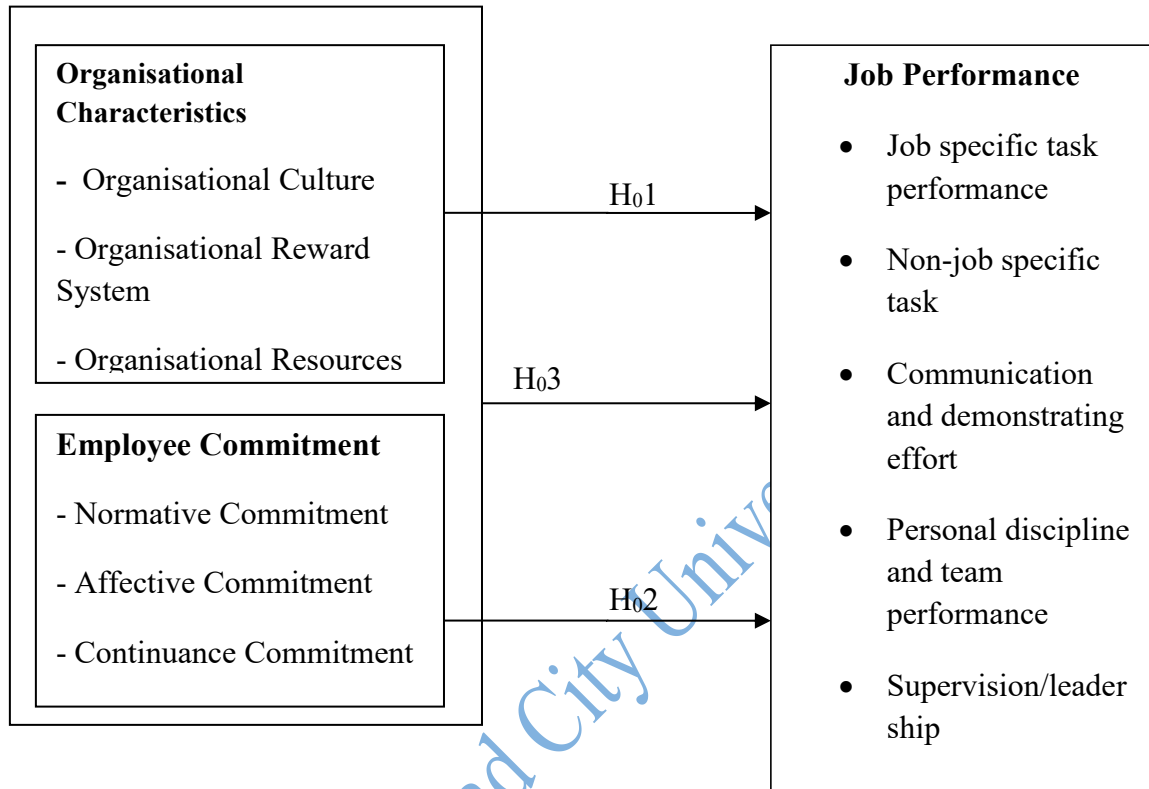 Organisational
Characteristics
- Organisational Culture
- Organisational Reward
System
- Organisational Resources
Employee Commitment
- Normative Commitment
- Affective Commitment
- Continuance Commitment
H₀1
H₀3
H₀2
Job Performance
• Job specific task
performance
• Non-job specific
task
• Communication
and demonstrating
effort
• Personal discipline
and team
performance
• Supervision/leader
ship
City